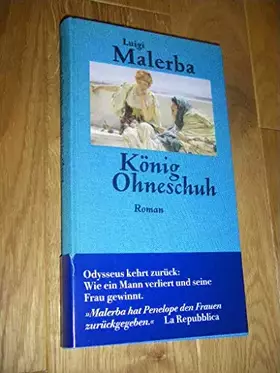 Luigi
Malerba
König
Ohneschuh
Roman
Odysseus kehrt zurück:
Wie ein Mann verliert und seine
Frau gewinnt.
»Malerba hat Penelope den Frauen
zurückgegeben.« La Repubblica